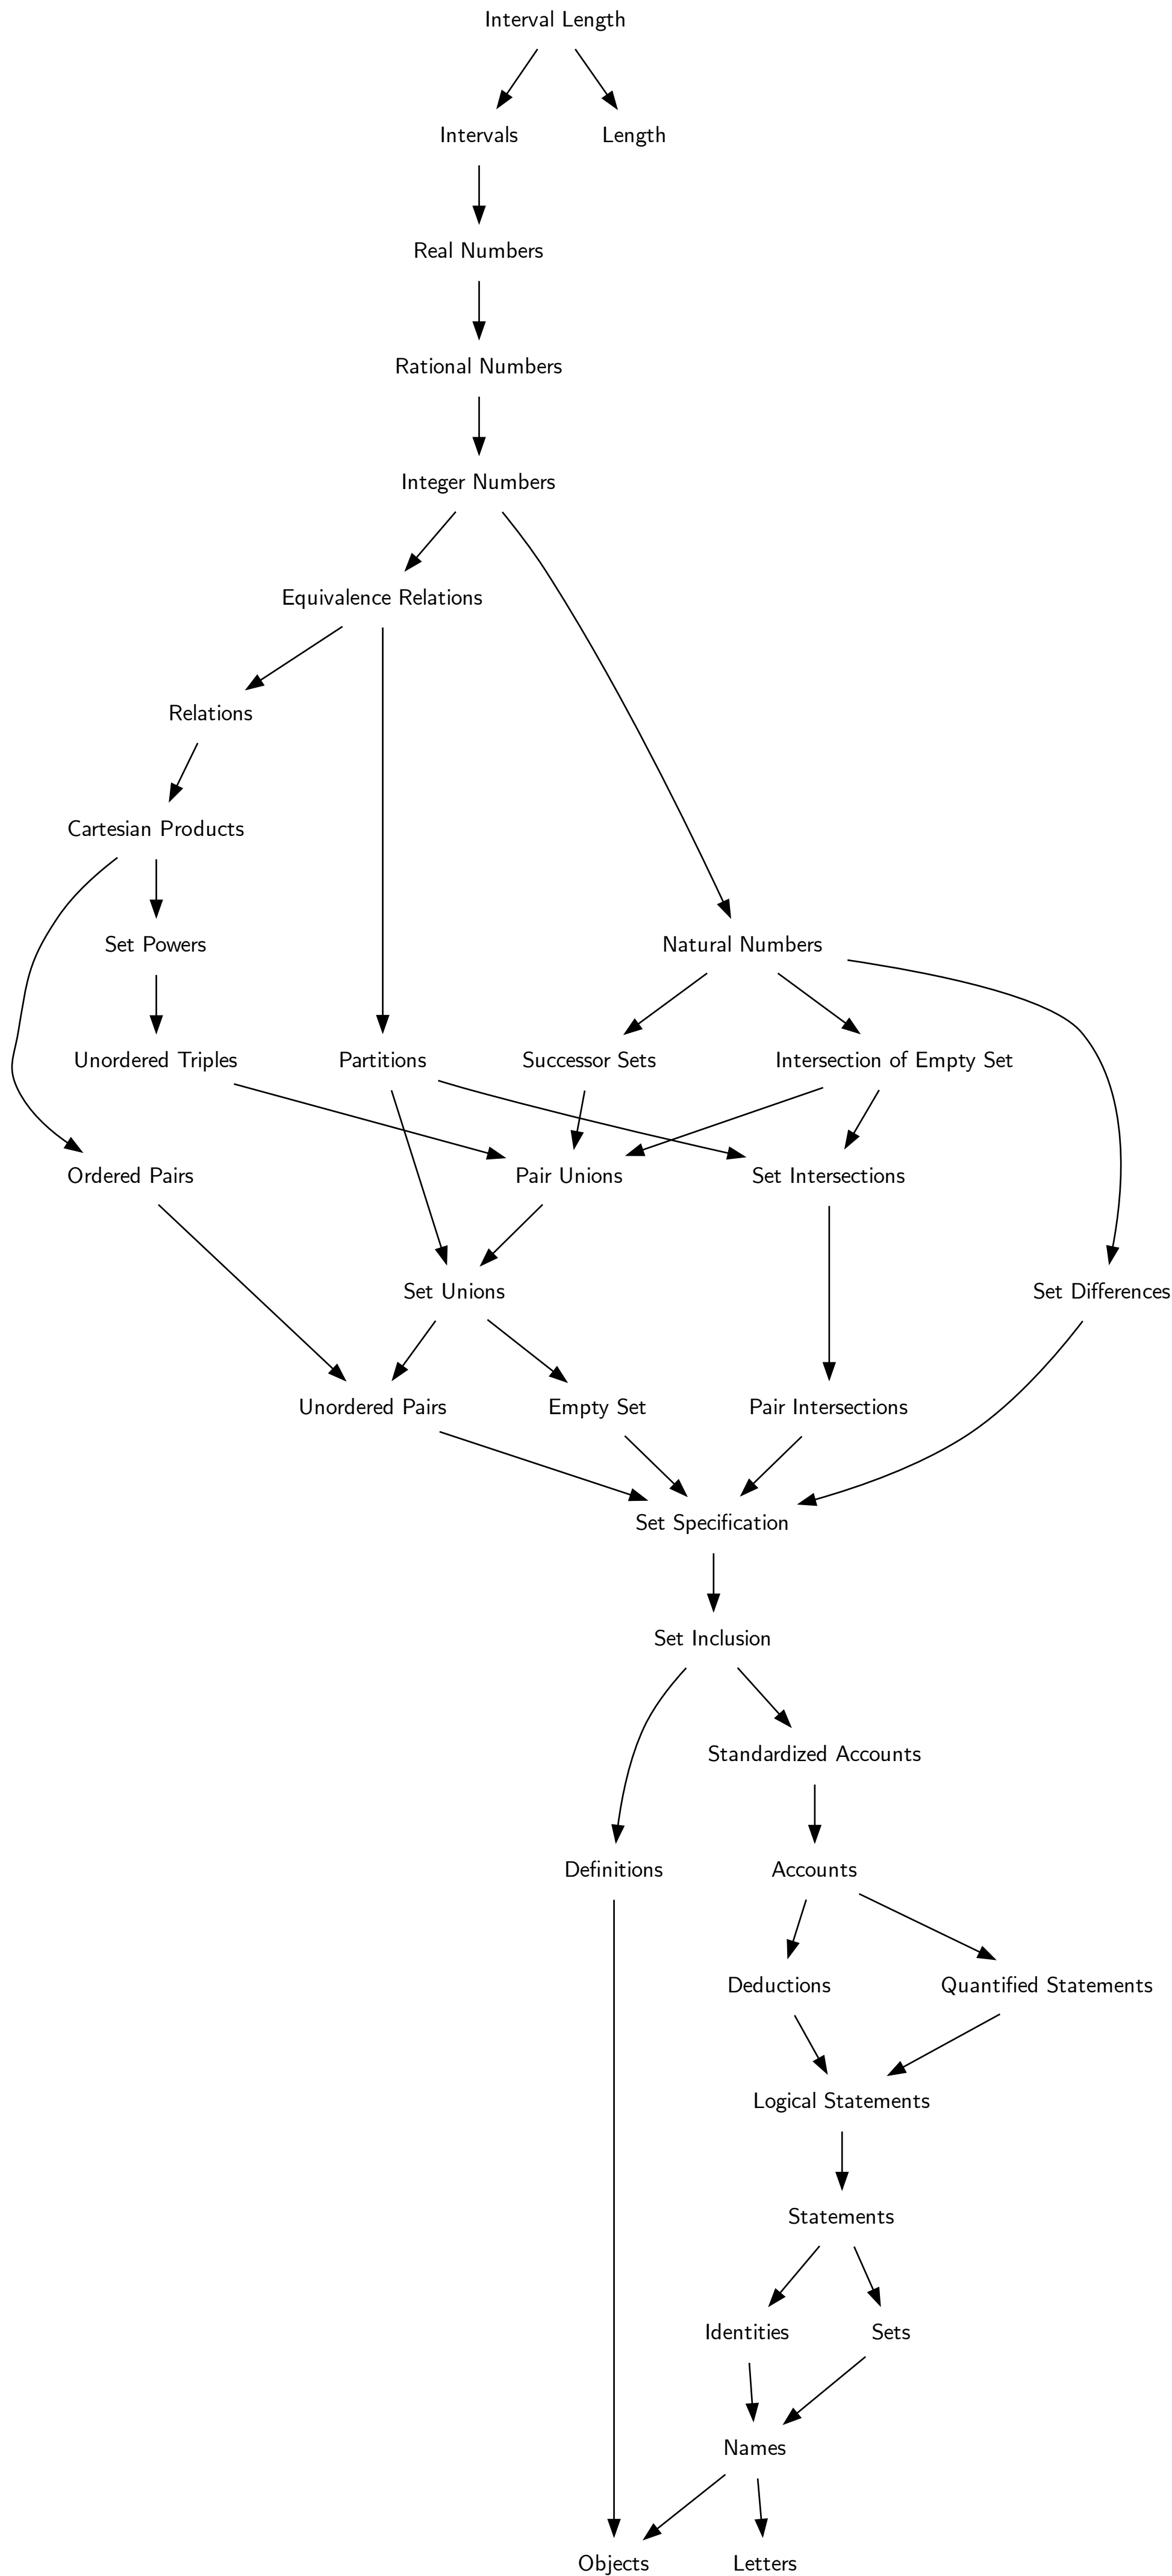 Interval Length
Intervals
Length
Real Numbers
Rational Numbers
Integer Numbers
Equivalence Relations
Relations
Cartesian Products
Set Powers
Natural Numbers
Unordered Triples
Partitions
Successor Sets
Intersection of Empty Set
Ordered Pairs
Pair Unions
Set Intersections
Set Unions
Set Differences
Unordered Pairs
Empty Set
Pair Intersections
Set Specification
Set Inclusion
Standardized Accounts
Definitions
Accounts
Deductions
Quantified Statements
Logical Statements
Statements
Identities
Sets
Names
Objects
Letters